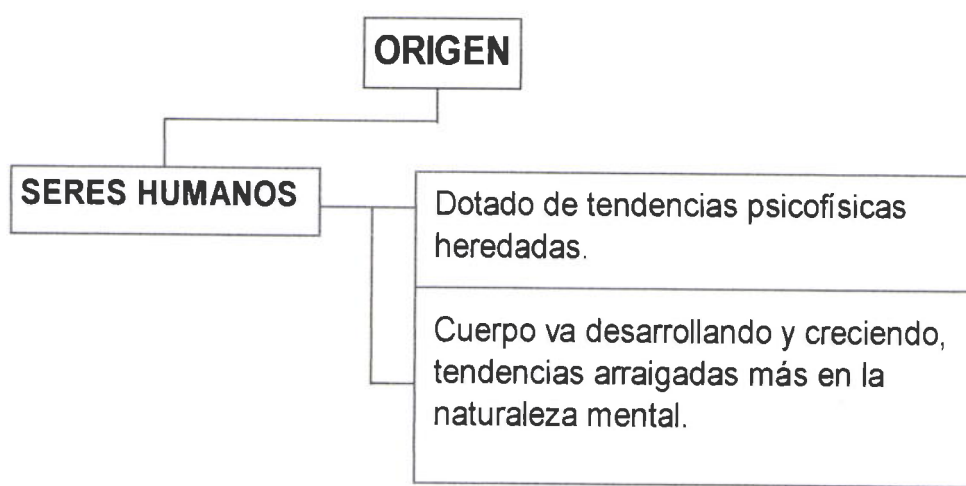 ORIGEN
SERES HUMANOS
Dotado de tendencias psicofísicas
heredadas.
Cuerpo va desarrollando y creciendo,
tendencias arraigadas más en la
naturaleza mental.